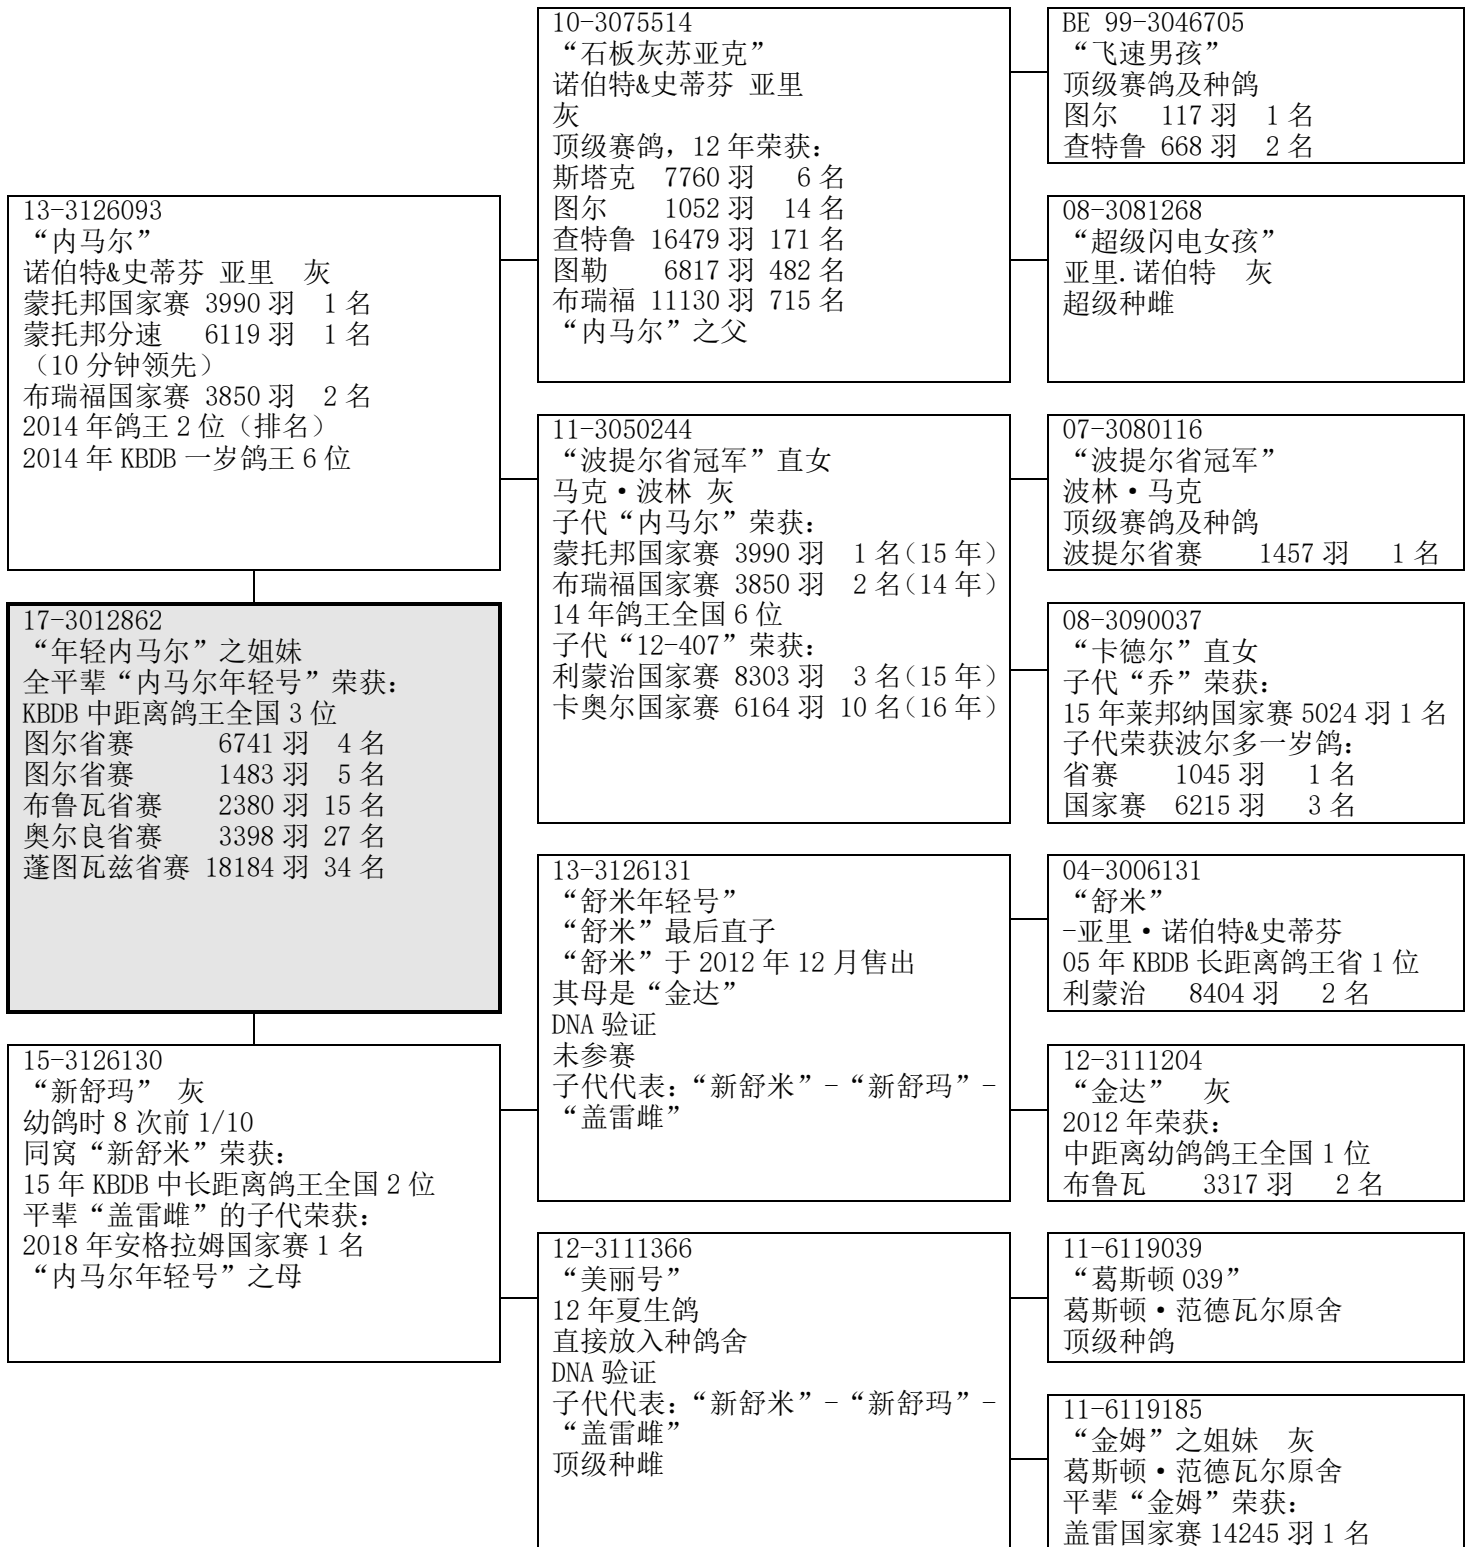 13-3126093
“内马尔”
诺伯特&史蒂芬 亚里 灰
蒙托邦国家赛 3990 羽 1 名
蒙托邦分速 6119 羽 1 名
（10 分钟领先）
布瑞福国家赛 3850 羽 2 名
2014 年鸽王 2 位（排名）
2014 年 KBDB 一岁鸽王 6 位
17-3012862
“年轻内马尔”之姐妹
全平辈“内马尔年轻号”荣获：
KBDB 中距离鸽王全国 3 位
图尔省赛 6741 羽 4 名
图尔省赛 1483 羽 5 名
布鲁瓦省赛 2380 羽 15 名
奥尔良省赛 3398 羽 27 名
蓬图瓦兹省赛 18184 羽 34 名
15-3126130
“新舒玛” 灰
幼鸽时 8 次前 1/10
同窝“新舒米”荣获：
15 年 KBDB 中长距离鸽王全国 2 位
平辈“盖雷雌”的子代荣获：
2018 年安格拉姆国家赛 1 名
“内马尔年轻号”之母
10-3075514
“石板灰苏亚克”
诺伯特&史蒂芬 亚里
灰
顶级赛鸽，12 年荣获：
斯塔克 7760 羽 6 名
图尔 1052 羽 14 名
查特鲁 16479 羽 171 名
图勒 6817 羽 482 名
布瑞福 11130 羽 715 名
“内马尔”之父
11-3050244
“波提尔省冠军”直女
马克•波林 灰
子代“内马尔”荣获：
蒙托邦国家赛 3990 羽 1 名（15 年）
布瑞福国家赛 3850 羽 2 名（14 年）
14 年鸽王全国 6 位
子代“12-407”荣获：
利蒙治国家赛 8303 羽 3 名（15 年）
卡奥尔国家赛 6164 羽 10 名（16 年）
13-3126131
“舒米年轻号”
“舒米”最后直子
“舒米”于 2012 年 12 月售出
其母是“金达”
DNA 验证
未参赛
子代代表：“新舒米”-“新舒玛”-
“盖雷雌”
12-3111366
“美丽号”
12 年夏生鸽
直接放入种鸽舍
DNA 验证
子代代表：“新舒米”-“新舒玛”-
“盖雷雌”
顶级种雌
BE 99-3046705
“飞速男孩”
顶级赛鸽及种鸽
图尔 117 羽 1 名
查特鲁 668 羽 2 名
08-3081268
“超级闪电女孩”
亚里.诺伯特 灰
超级种雌
07-3080116
“波提尔省冠军”
波林•马克
顶级赛鸽及种鸽
波提尔省赛 1457 羽 1 名
08-3090037
“卡德尔”直女
子代“乔”荣获：
15 年莱邦纳国家赛 5024 羽 1 名
子代荣获波尔多一岁鸽：
省赛 1045 羽 1 名
国家赛 6215 羽 3 名
04-3006131
“舒米”
-亚里•诺伯特&史蒂芬
05 年 KBDB 长距离鸽王省 1 位
利蒙治 8404 羽 2 名
12-3111204
“金达” 灰
2012 年荣获：
中距离幼鸽鸽王全国 1 位
布鲁瓦 3317 羽 2 名
11-6119039
“葛斯顿 039”
葛斯顿•范德瓦尔原舍
顶级种鸽
11-6119185
“金姆”之姐妹 灰
葛斯顿•范德瓦尔原舍
平辈“金姆”荣获：
盖雷国家赛 14245 羽 1 名